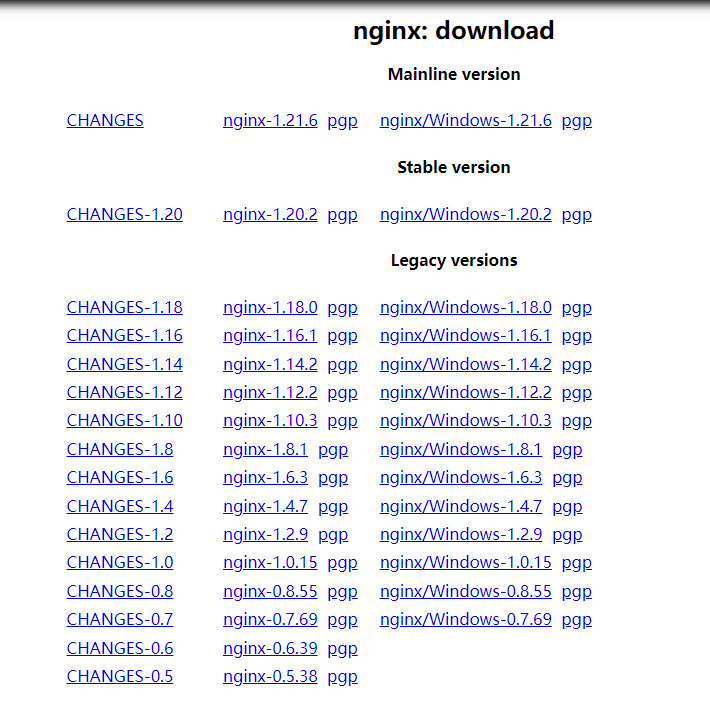 nginx: download
Mainline version
CHANGES nginx-1.21.6 pgp nginx/Windows-1.21.6 pgp
Stable version
CHANGES-1.20 nginx-1.20.2 pgp nginx/Windows-1.20.2 pgp
Legacy versions
CHANGES-1.18 nginx-1.18.0 pgp nginx/Windows-1.18.0 pgp
CHANGES-1.16 nginx-1.16.1 pgp nginx/Windows-1.16.1 pgp
CHANGES-1.14 nginx-1.14.2 pgp nginx/Windows-1.14.2 pgp
CHANGES-1.12 nginx-1.12.2 pgp nginx/Windows-1.12.2 pgp
CHANGES-1.10 nginx-1.10.3 pgp nginx/Windows-1.10.3 pgp
CHANGES-1.8 nginx-1.8.1 pgp nginx/Windows-1.8.1 pgp
CHANGES-1.6 nginx-1.6.3 pgp nginx/Windows-1.6.3 pgp
CHANGES-1.4 nginx-1.4.7 pgp nginx/Windows-1.4.7 pgp
CHANGES-1.2 nginx-1.2.9 pgp nginx/Windows-1.2.9 pgp
CHANGES-1.0 nginx-1.0.15 pgp nginx/Windows-1.0.15 pgp
CHANGES-0.8 nginx-0.8.55 pgp nginx/Windows-0.8.55 pgp
CHANGES-0.7 nginx-0.7.69 pgp nginx/Windows-0.7.69 pgp
CHANGES-0.6 nginx-0.6.39 pgp
CHANGES-0.5 nginx-0.5.38 pgp